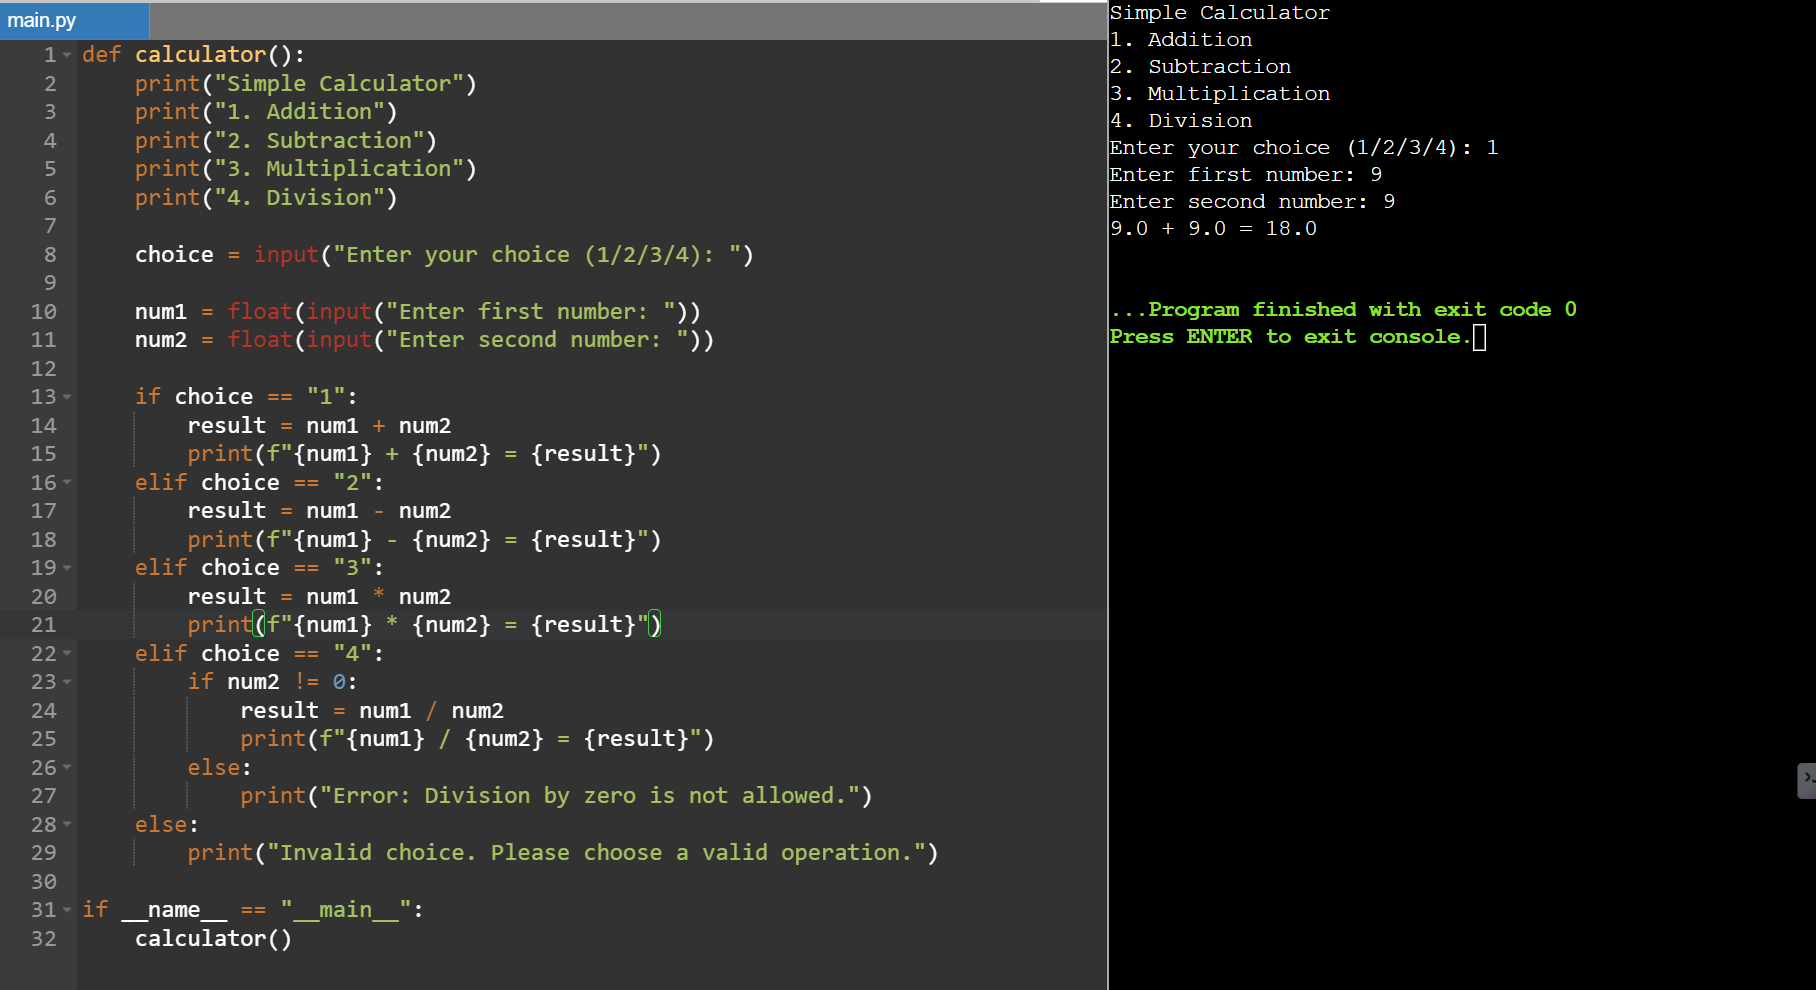 main.py
1 def calculator():
2     print("Simple Calculator")
3     print("1. Addition")
4     print("2. Subtraction")
5     print("3. Multiplication")
6     print("4. Division")
7
8     choice = input("Enter your choice (1/2/3/4): ")
9
10     num1 = float(input("Enter first number: "))
11     num2 = float(input("Enter second number: "))
12
13     if choice == "1":
14         result = num1 + num2
15         print(f"{num1} + {num2} = {result}")
16     elif choice == "2":
17         result = num1 - num2
18         print(f"{num1} - {num2} = {result}")
19     elif choice == "3":
20         result = num1 * num2
21         print(f"{num1} * {num2} = {result}")
22     elif choice == "4":
23         if num2 != 0:
24             result = num1 / num2
25             print(f"{num1} / {num2} = {result}")
26         else:
27             print("Error: Division by zero is not allowed.")
28     else:
29         print("Invalid choice. Please choose a valid operation.")
30
31 if __name__ == "__main__":
32     calculator()
Simple Calculator
1. Addition
2. Subtraction
3. Multiplication
4. Division
Enter your choice (1/2/3/4): 1
Enter first number: 9
Enter second number: 9
9.0 + 9.0 = 18.0
...Program finished with exit code 0
Press ENTER to exit console.